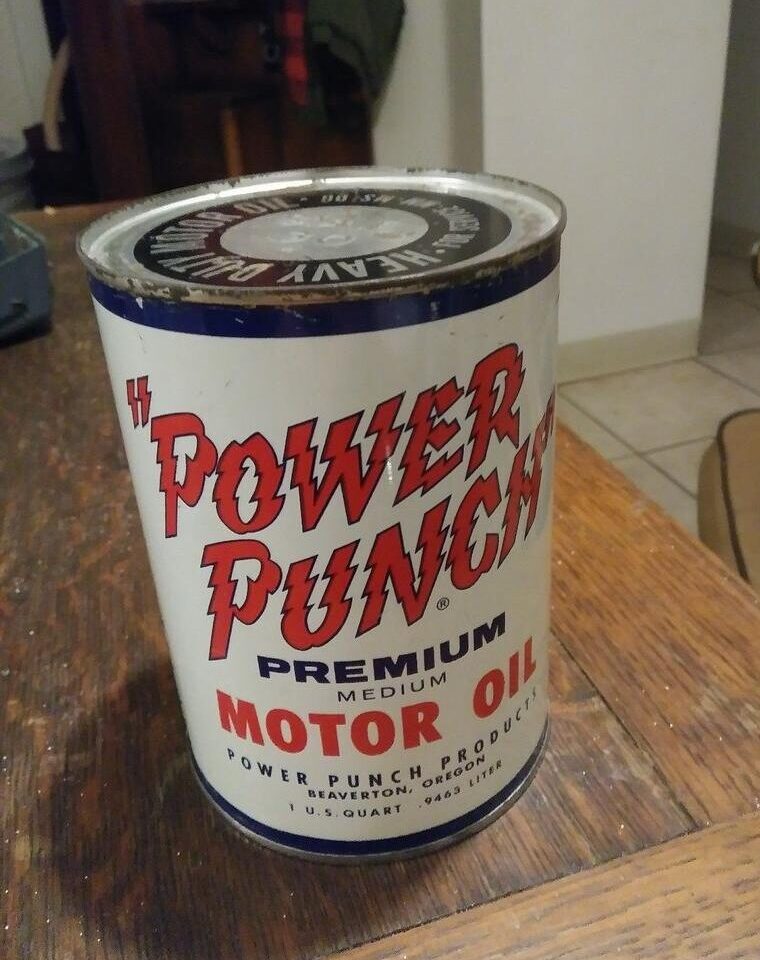 HEAVY DUTY MOTOR OIL
"POWER
PUNCH"®
PREMIUM
MEDIUM
MOTOR OIL
POWER PUNCH PRODUCTS
BEAVERTON, OREGON
1 U.S. QUART .9463 LITER